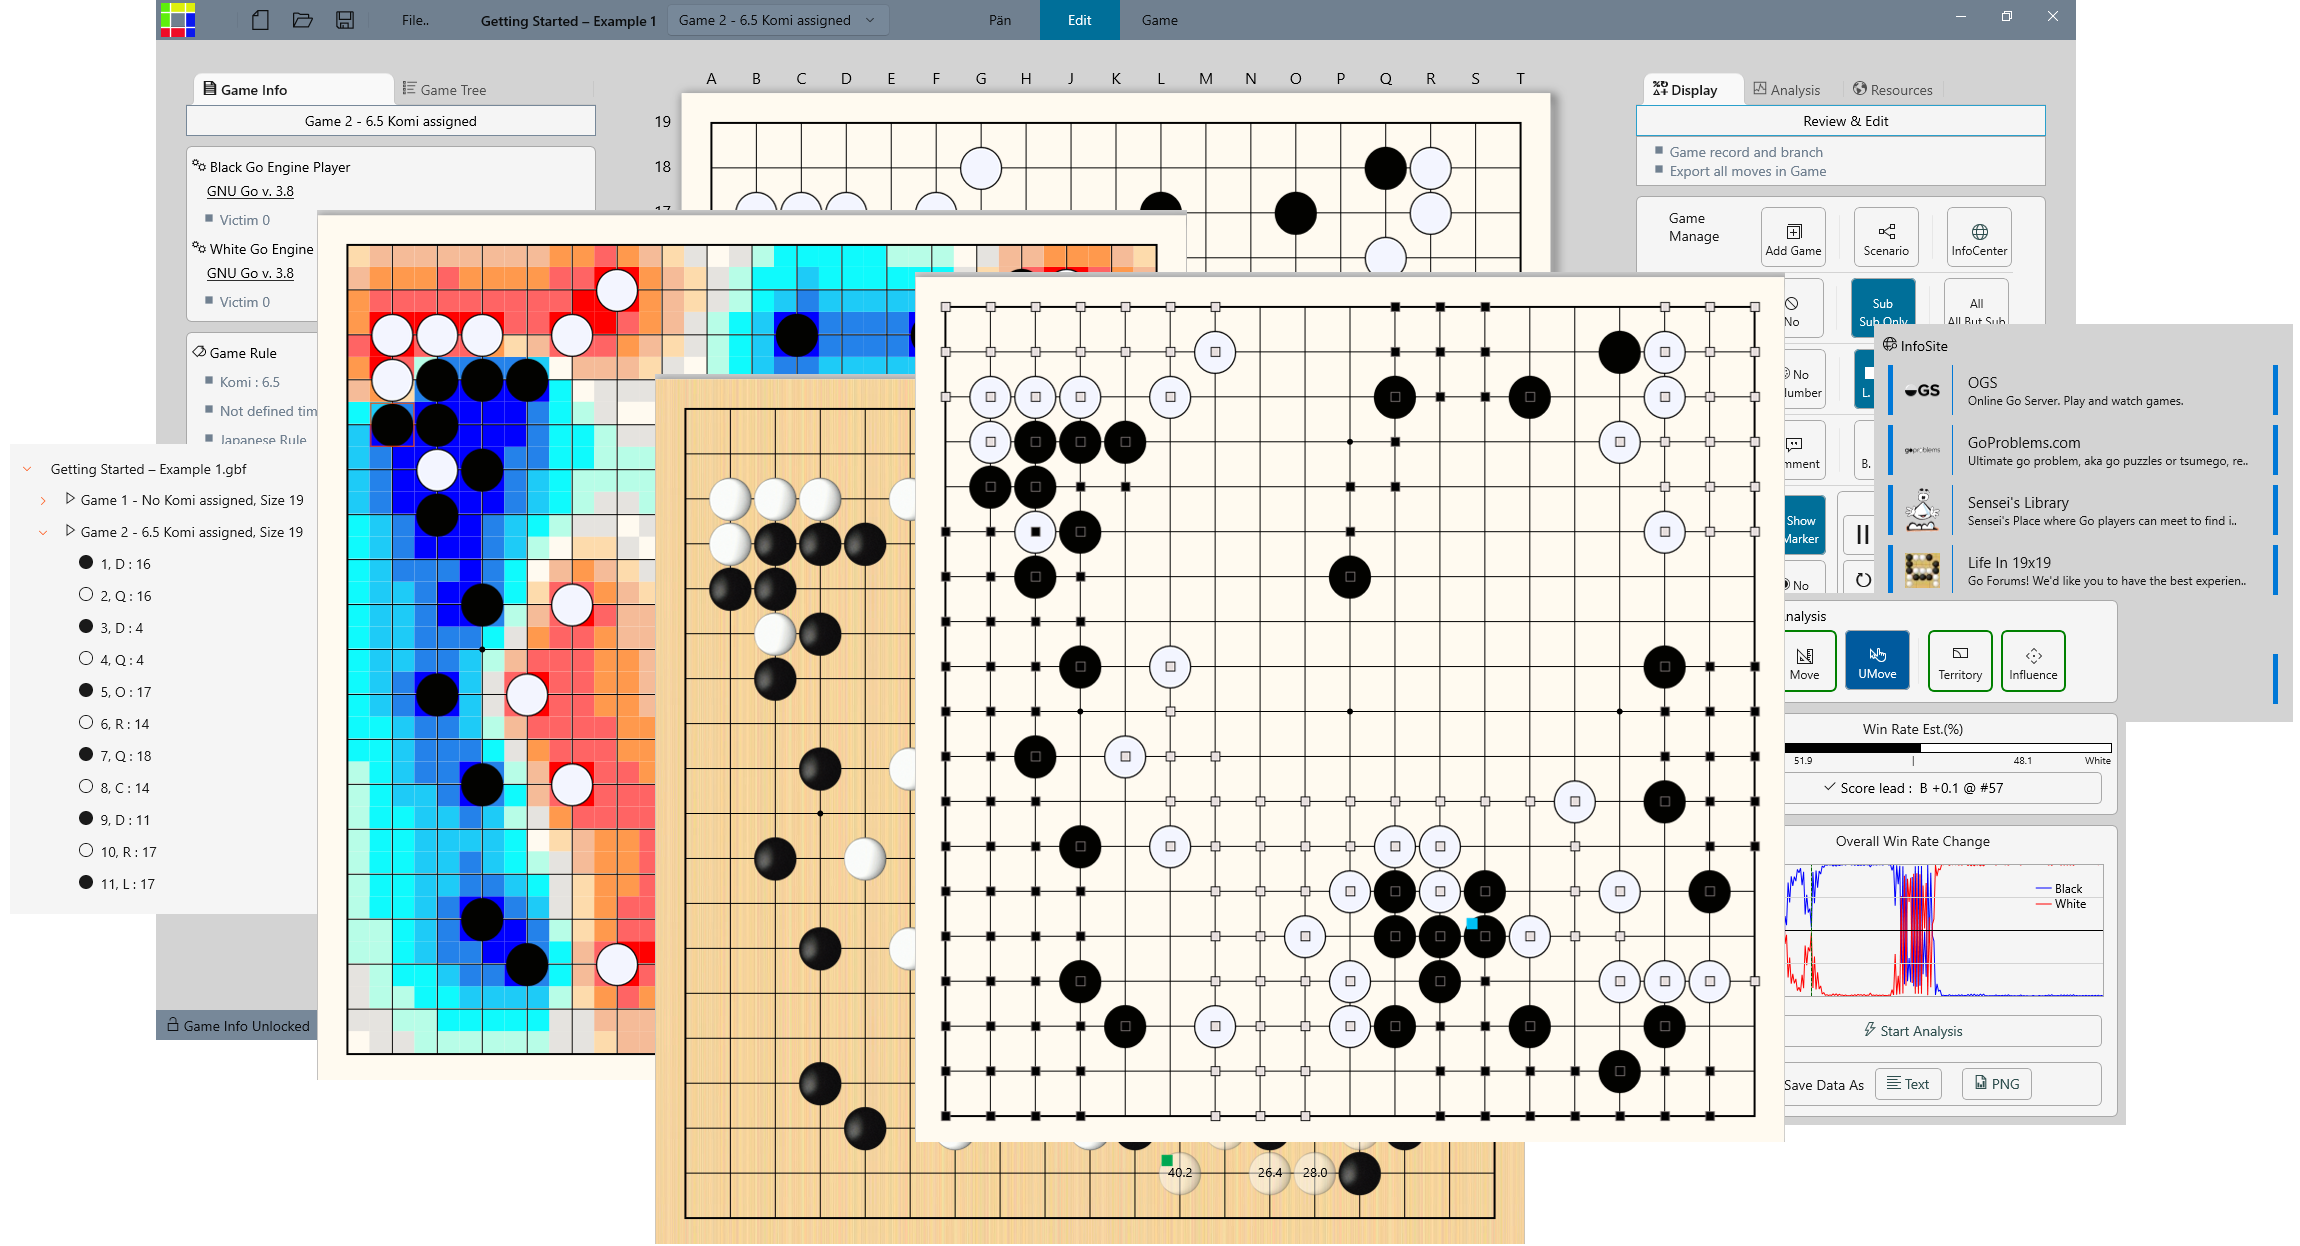 File..
Getting Started – Example 1
Game 2 - 6.5 Komi assigned
Pän
Edit
Game
Game Info
Game Tree
Game 2 - 6.5 Komi assigned
Black Go Engine Player
GNU Go v. 3.8
Victim 0
White Go Engine
GNU Go v. 3.8
Victim 0
Game Rule
Komi : 6.5
Not defined tim
Japanese Rule
Getting Started – Example 1.gbf
Game 1 - No Komi assigned, Size 19
Game 2 - 6.5 Komi assigned, Size 19
1, D : 16
2, Q : 16
3, D : 4
4, Q : 4
5, O : 17
6, R : 14
7, Q : 18
8, C : 14
9, D : 11
10, R : 17
11, L : 17
Game Info Unlocked
A B C D E F G H J K L M N O P Q R S T
19
18
17
40.2
26.4
28.0
Display
Analysis
Resources
Review & Edit
Game record and branch
Export all moves in Game
Game
Manage
Add Game
Scenario
InfoCenter
No
Sub
Sub Only
All
All But Sub
No
umber
L.
mment
B.
Show
Marker
No
InfoSite
GS
OGS
Online Go Server. Play and watch games.
goproblems
GoProblems.com
Ultimate go problem, aka go puzzles or tsumego, re..
Sensei's Library
Sensei's Place where Go players can meet to find i..
Life In 19x19
Go Forums! We'd like you to have the best experien..
nalysis
Move
UMove
Territory
Influence
Win Rate Est.(%)
51.9
|
48.1
White
Score lead : B +0.1 @ #57
Overall Win Rate Change
Black
White
Start Analysis
Save Data As
Text
PNG